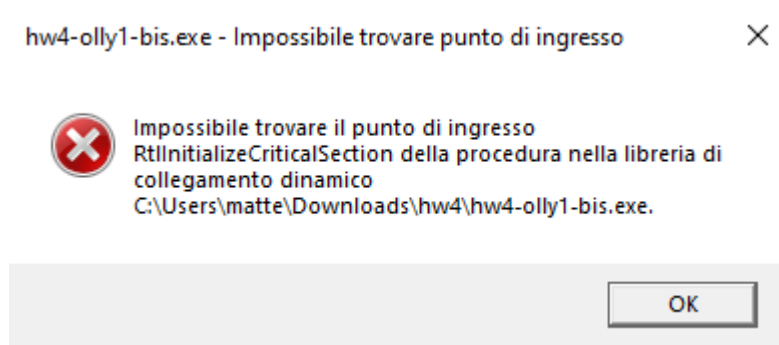 hw4-olly1-bis.exe - Impossibile trovare punto di ingresso
Impossibile trovare il punto di ingresso
RtlInitializeCriticalSection della procedura nella libreria di
collegamento dinamico
C:\Users\matte\Downloads\hw4\hw4-olly1-bis.exe.
OK